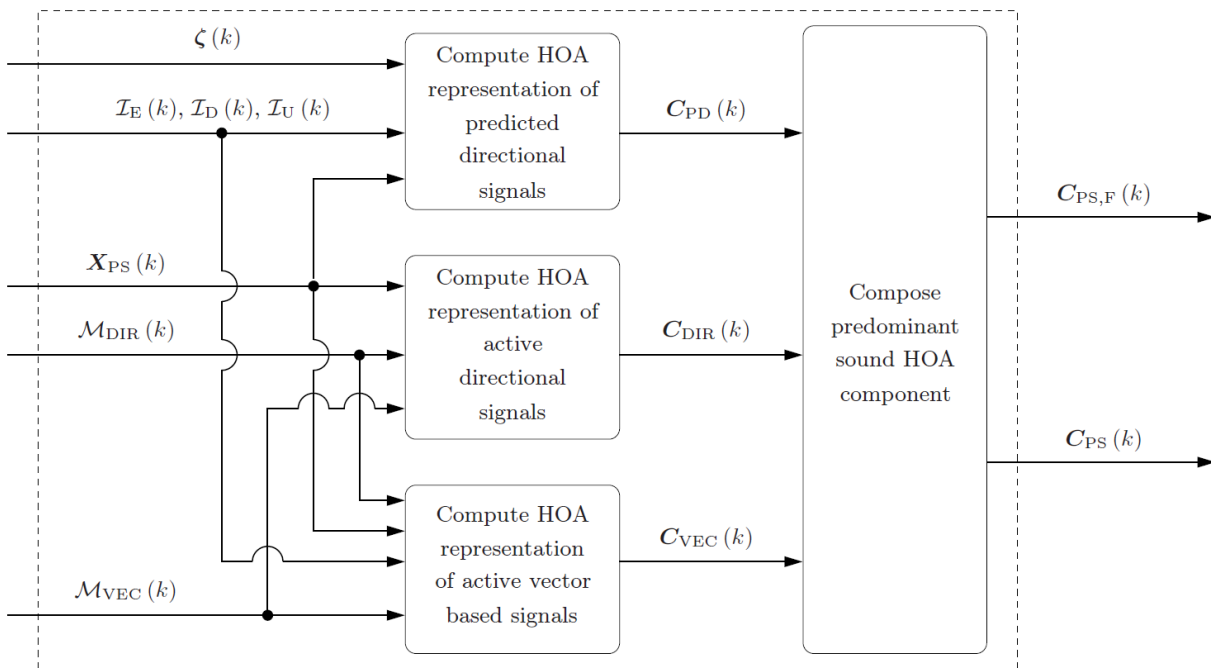 ζ (k)
I_E (k), I_D (k), I_U (k)
X_PS (k)
M_DIR (k)
M_VEC (k)
Compute HOA
representation of
predicted
directional
signals
Compute HOA
representation of
active
directional
signals
Compute HOA
representation
of active vector
based signals
C_PD (k)
C_DIR (k)
C_VEC (k)
Compose
predominant
sound HOA
component
C_PS,F (k)
C_PS (k)